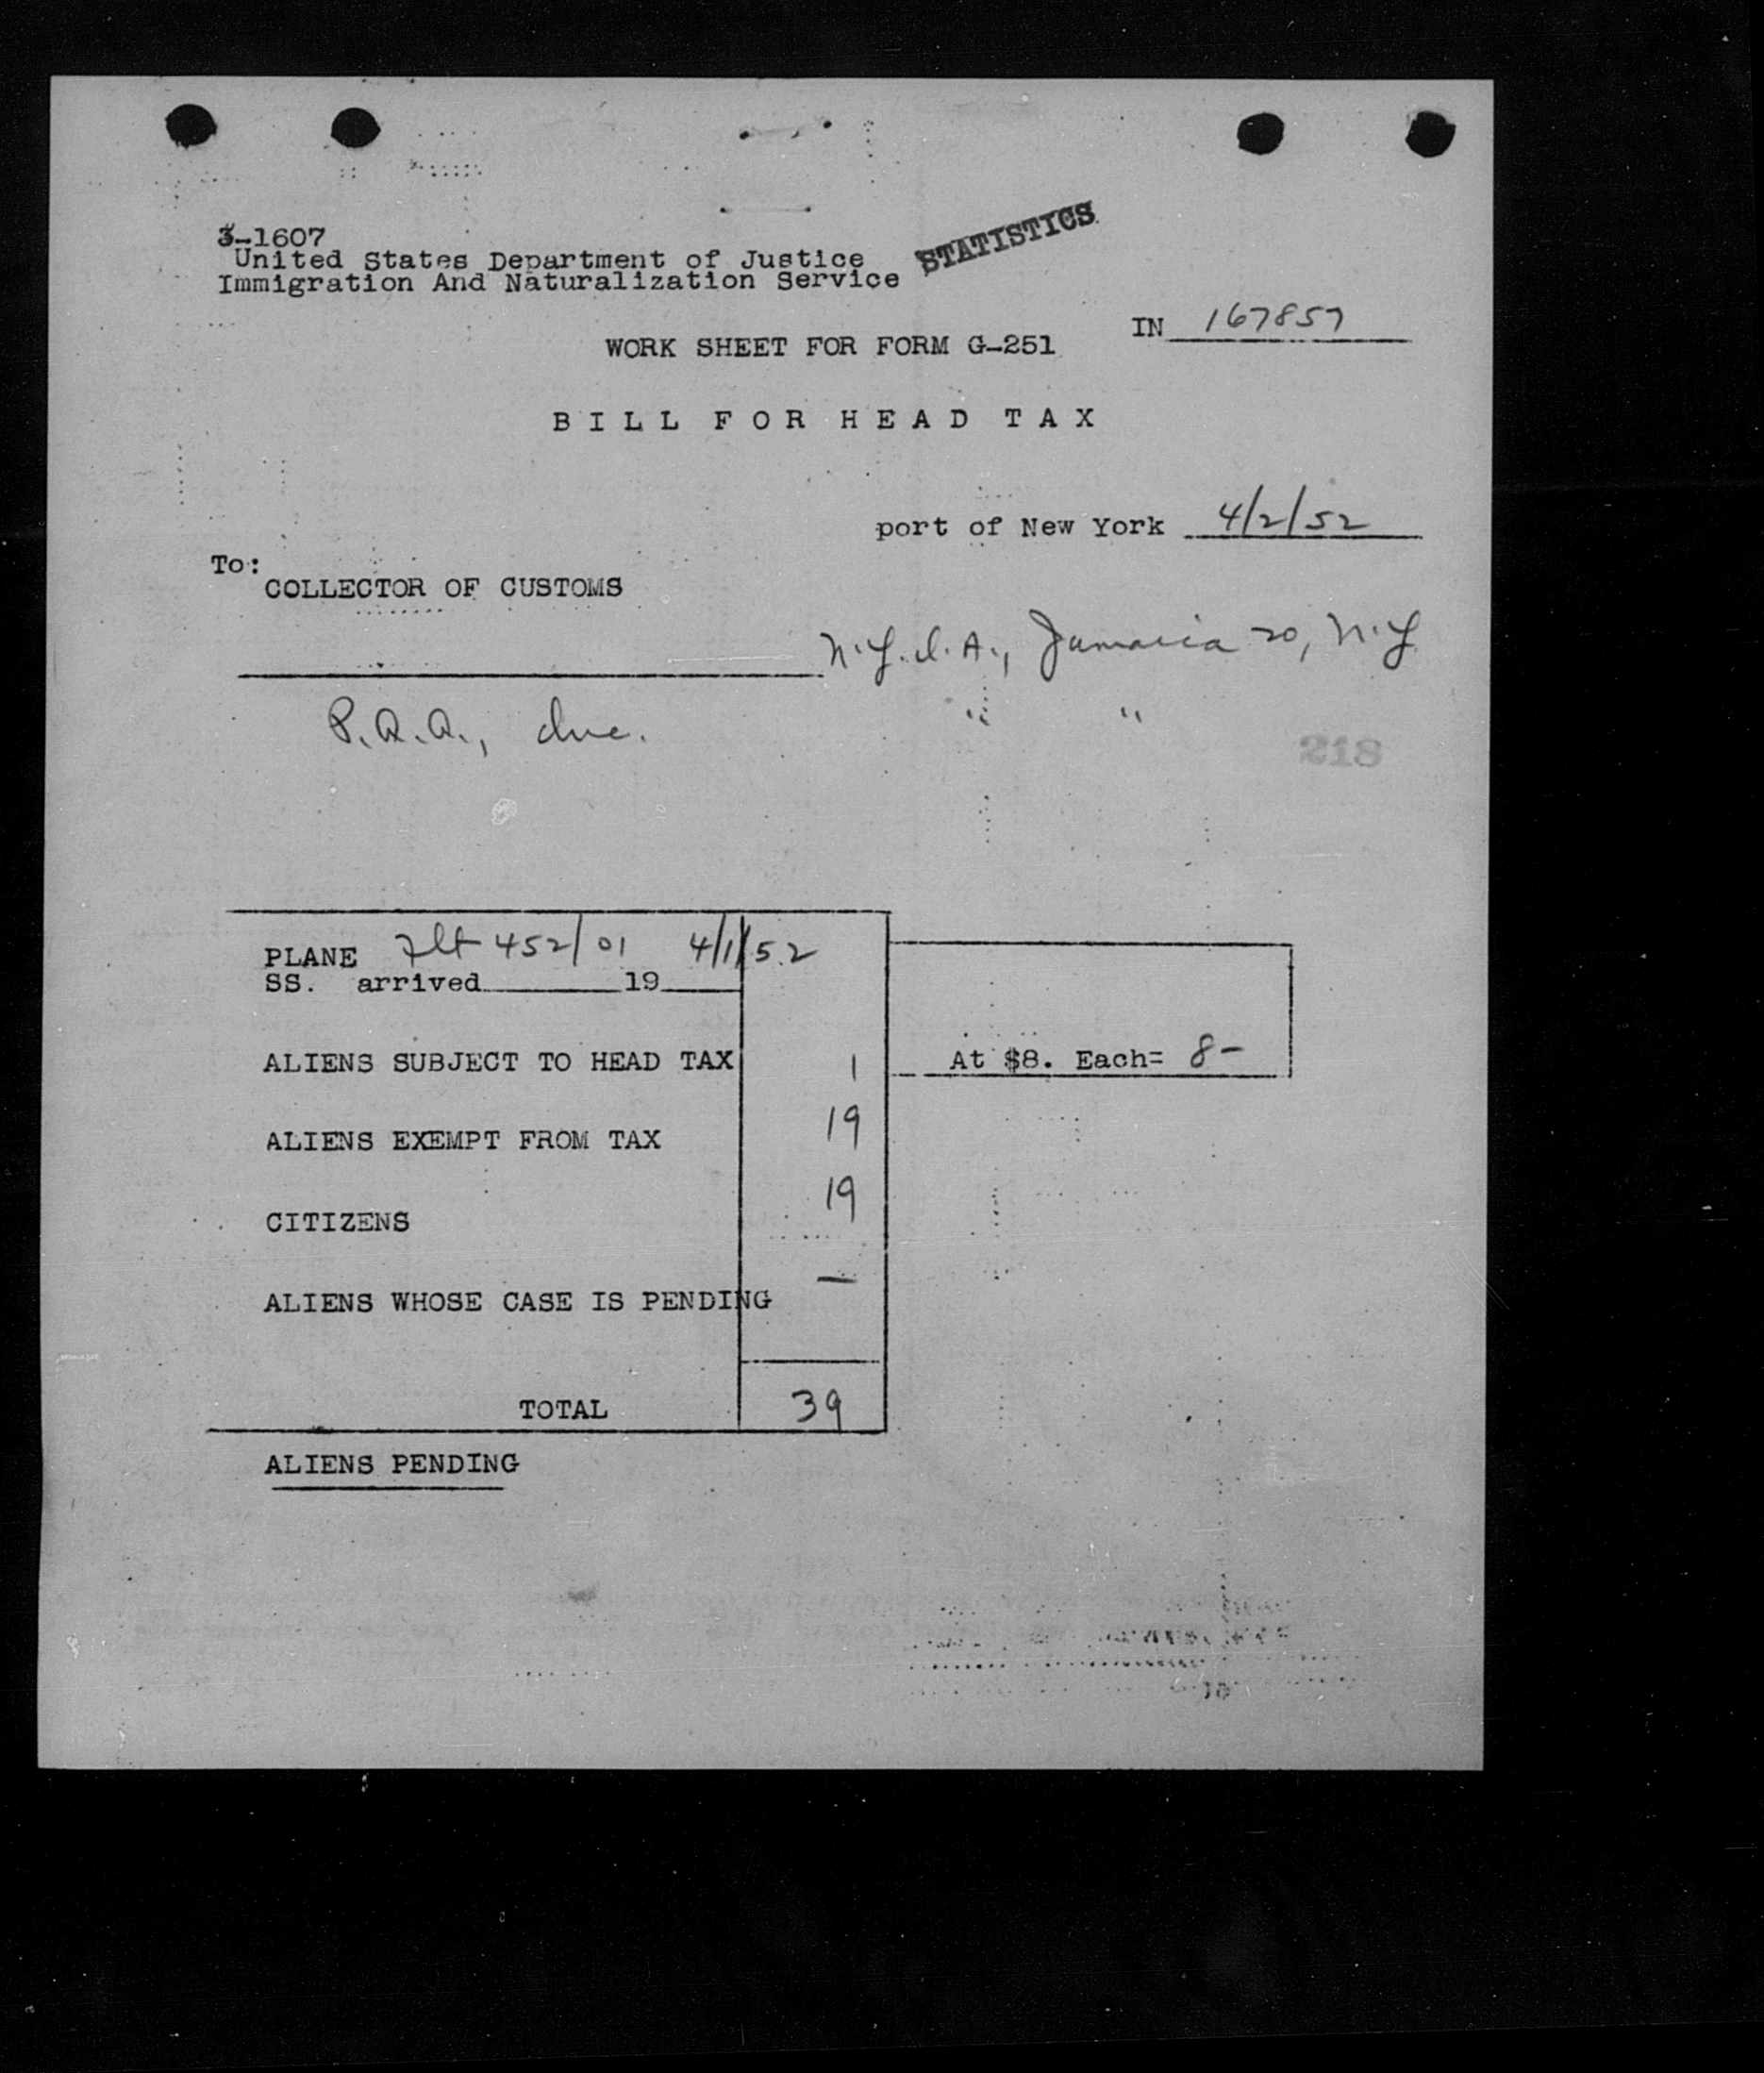 3-1607
United States Department of Justice
STATISTICS
Immigration And Naturalization Service
IN 167857
WORK SHEET FOR FORM G-251
BILL FOR HEAD TAX
port of New York 4/2/52
To:
COLLECTOR OF CUSTOMS
N.Y.I.A., Jamaica 20, N.Y
P.A.A., Inc. " "
218
PLANE Flt 452/01 4/1/52
SS. arrived 19
ALIENS SUBJECT TO HEAD TAX 1 At $8. Each= 8-
ALIENS EXEMPT FROM TAX 19
CITIZENS 19
ALIENS WHOSE CASE IS PENDING —
TOTAL 39
ALIENS PENDING